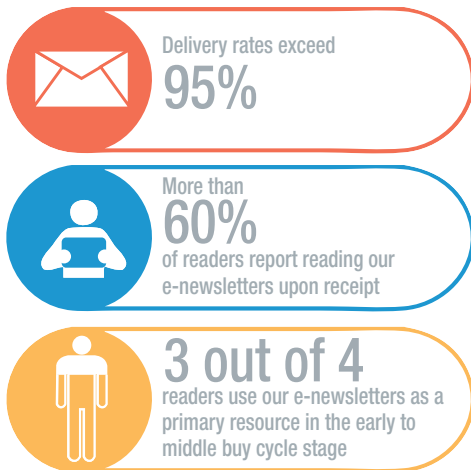 Delivery rates exceed
95%
More than
60%
of readers report reading our
e-newsletters upon receipt
3 out of 4
readers use our e-newsletters as a
primary resource in the early to
middle buy cycle stage